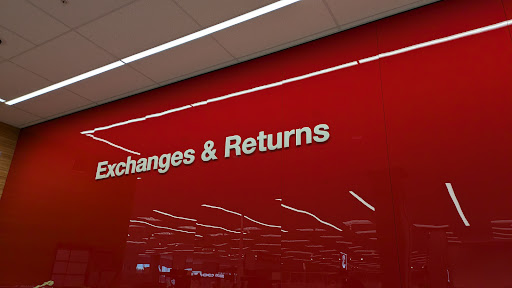 Exchanges & Returns